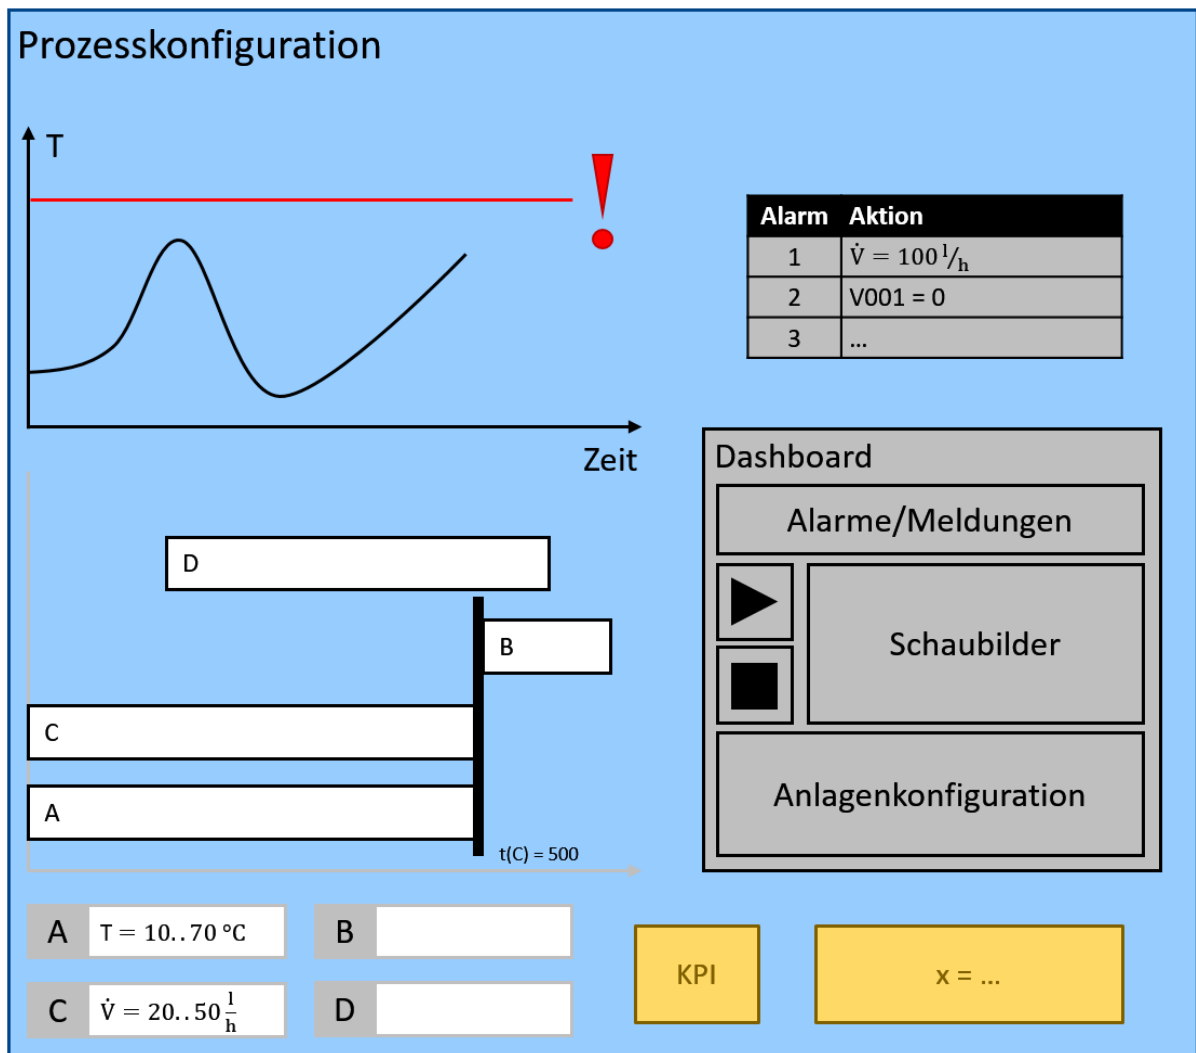 Prozesskonfiguration
T
Zeit
Alarm Aktion
1 V̇ = 100 l/h
2 V001 = 0
3 ...
D
B
C
A
t(C) = 500
Dashboard
Alarme/Meldungen
Schaubilder
Anlagenkonfiguration
A T = 10..70 °C
B
C V̇ = 20..50 l/h
D
KPI
x = ...